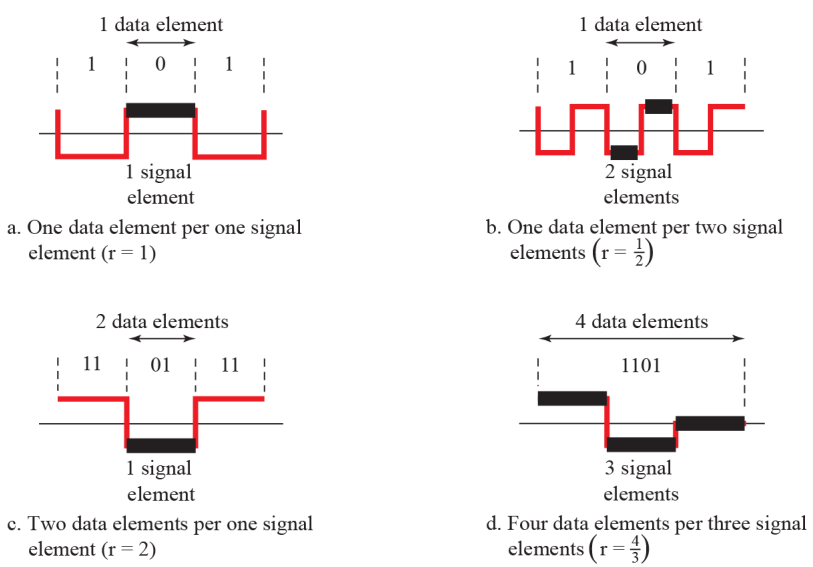 1 data element
1 0 1
1 signal
element
a. One data element per one signal
element (r = 1)
1 data element
1 0 1
2 signal
elements
b. One data element per two signal
elements (r = 1/2)
2 data elements
11 01 11
1 signal
element
c. Two data elements per one signal
element (r = 2)
4 data elements
1101
3 signal
elements
d. Four data elements per three signal
elements (r = 4/3)